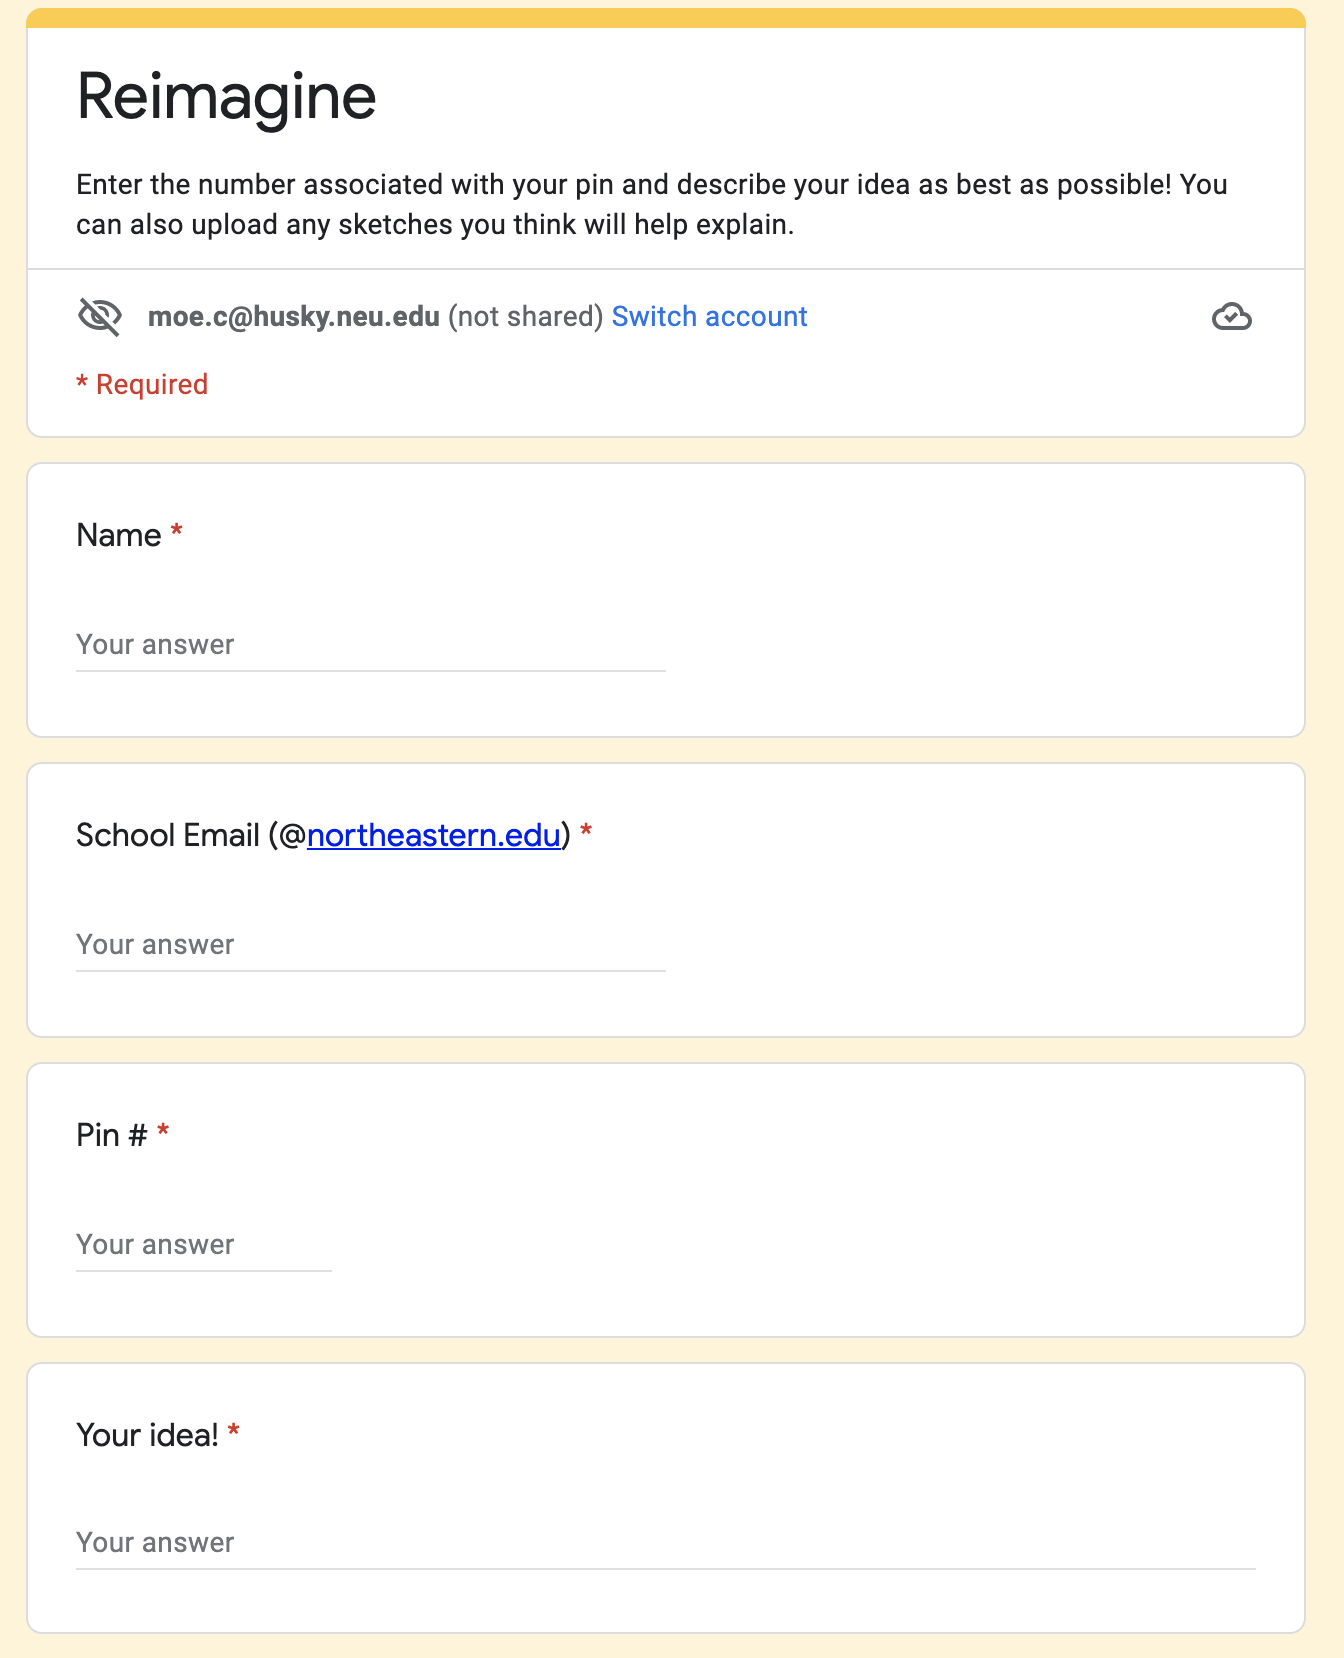 Reimagine
Enter the number associated with your pin and describe your idea as best as possible! You
can also upload any sketches you think will help explain.
moe.c@husky.neu.edu (not shared) Switch account
* Required
Name *
Your answer
School Email (@northeastern.edu) *
Your answer
Pin # *
Your answer
Your idea! *
Your answer